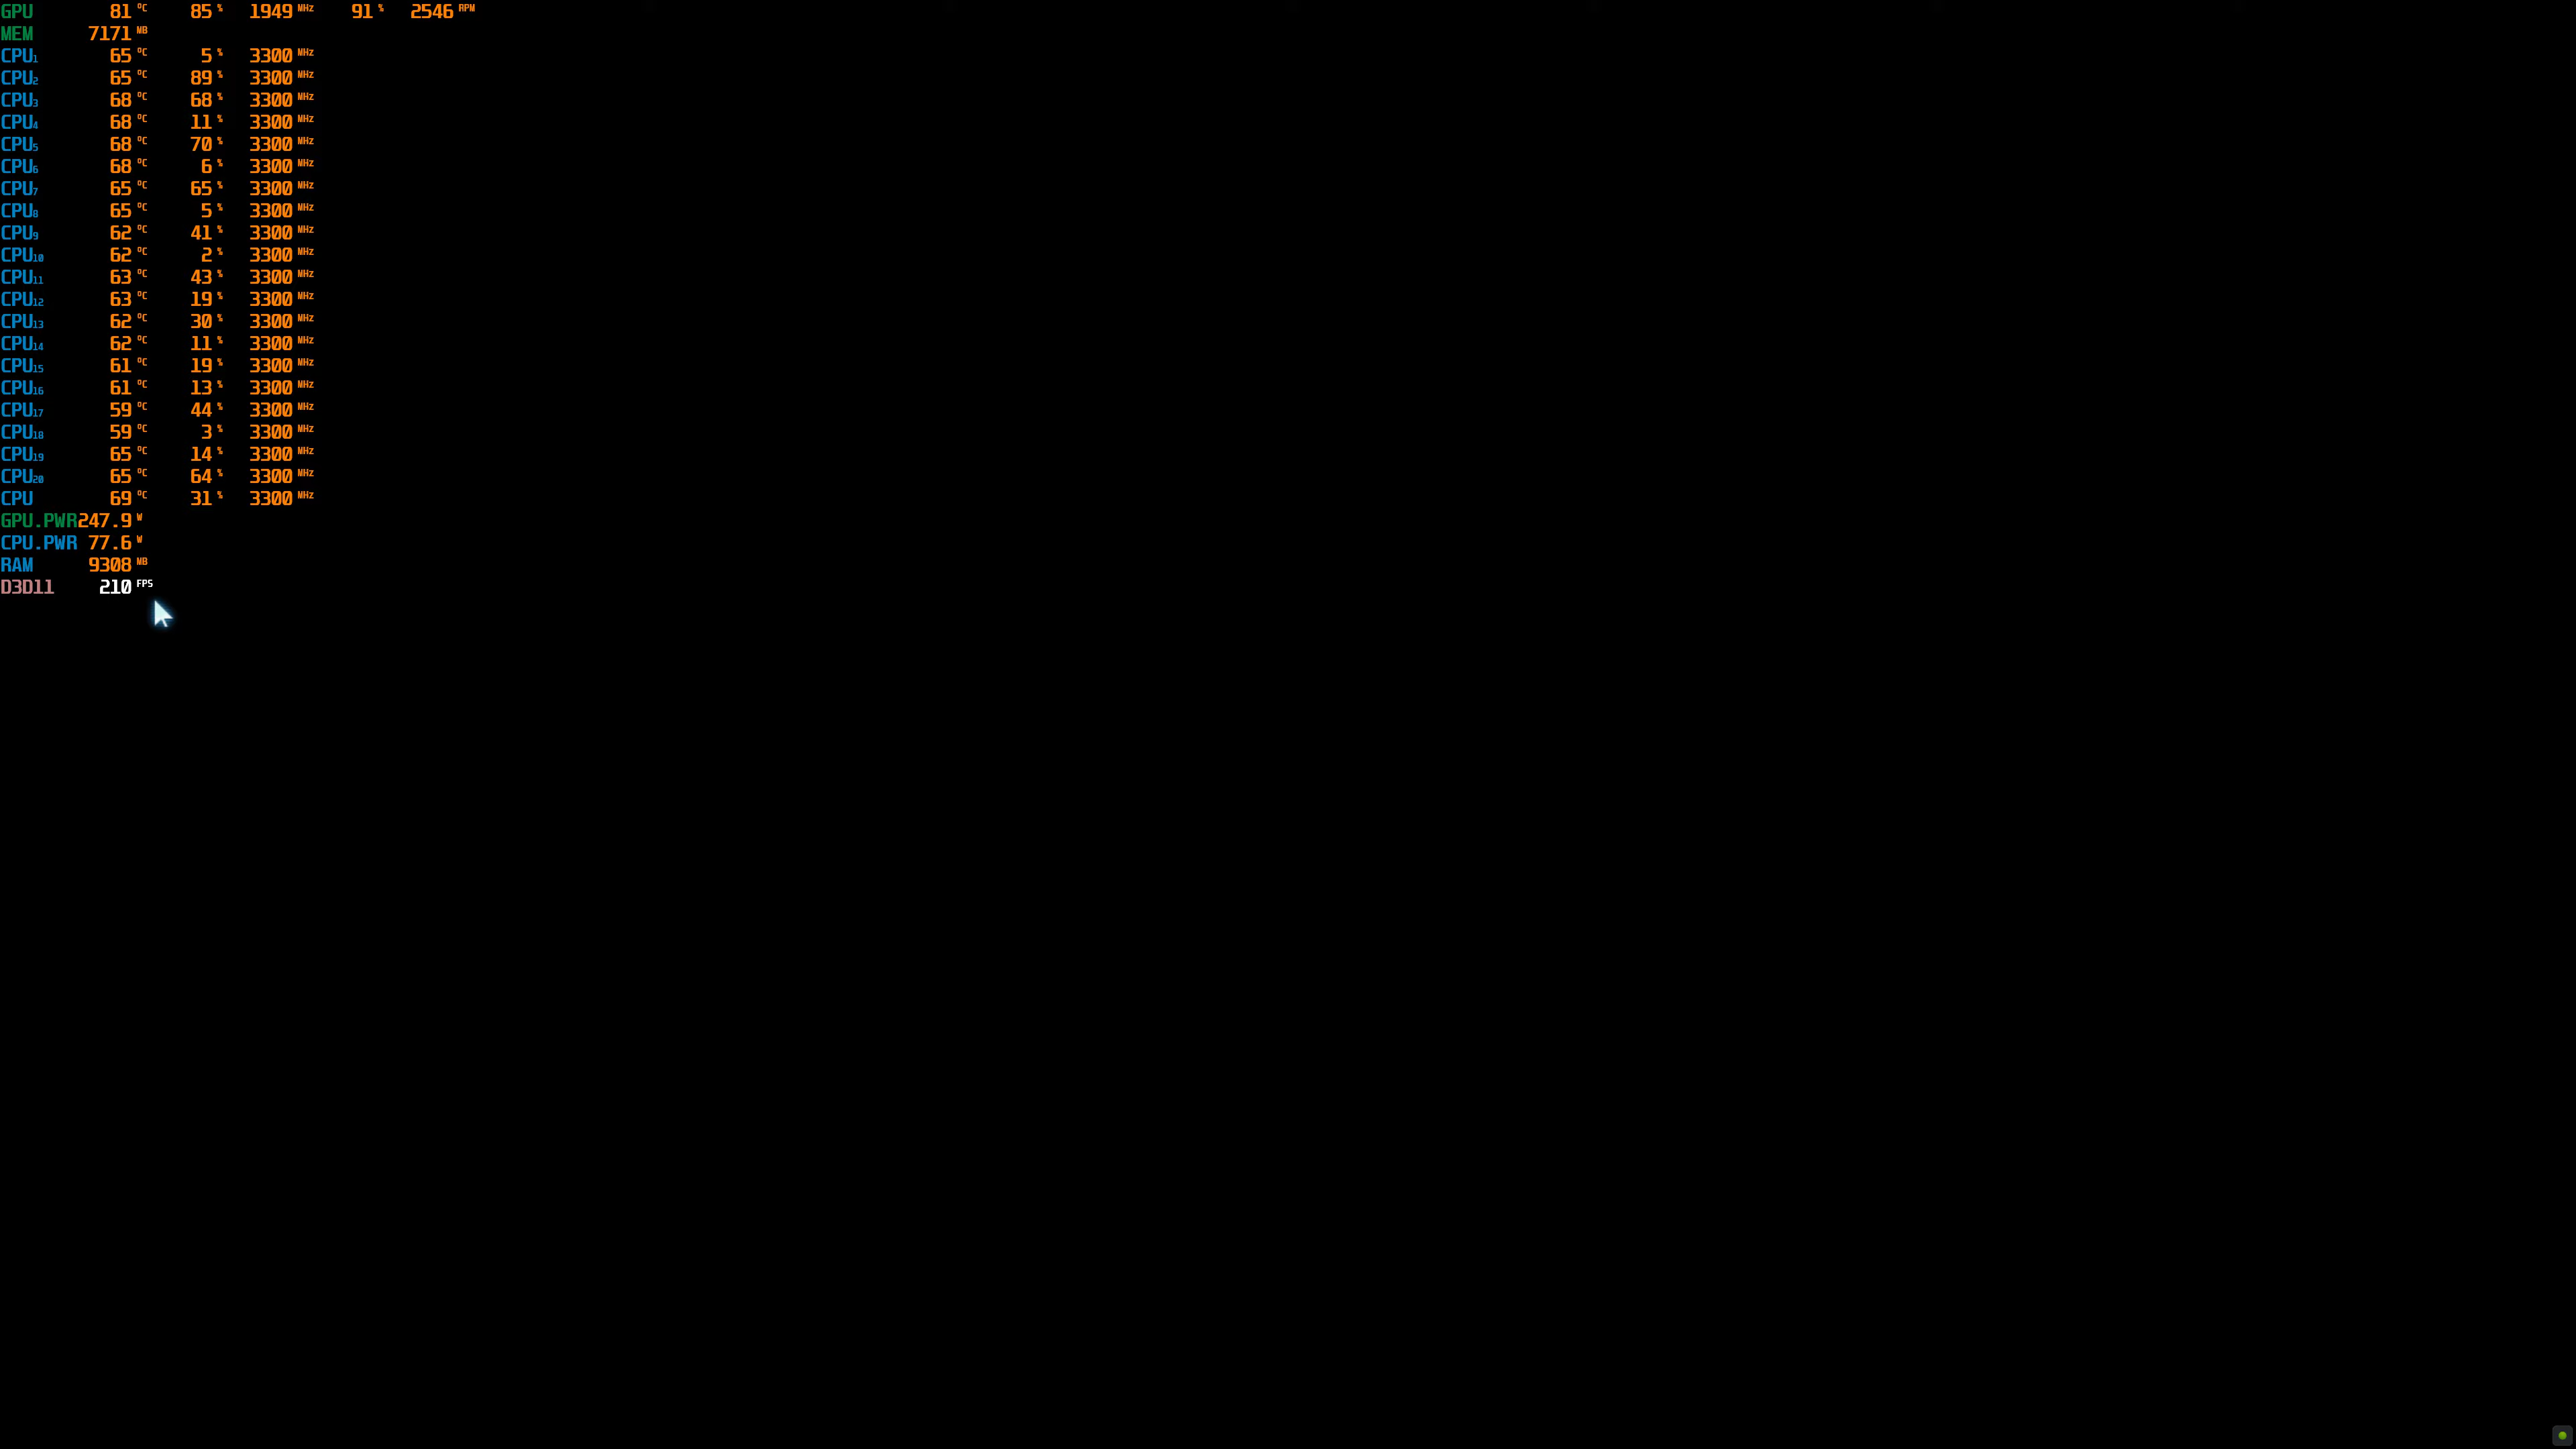 GPU 81 °C 85 % 1949 MHz 91 % 2546 RPM
MEM 7171 MB
CPU1 65 °C 5 % 3300 MHz
CPU2 65 °C 89 % 3300 MHz
CPU3 68 °C 68 % 3300 MHz
CPU4 68 °C 11 % 3300 MHz
CPU5 68 °C 70 % 3300 MHz
CPU6 68 °C 6 % 3300 MHz
CPU7 65 °C 65 % 3300 MHz
CPU8 65 °C 5 % 3300 MHz
CPU9 62 °C 41 % 3300 MHz
CPU10 62 °C 2 % 3300 MHz
CPU11 63 °C 43 % 3300 MHz
CPU12 63 °C 19 % 3300 MHz
CPU13 62 °C 30 % 3300 MHz
CPU14 62 °C 11 % 3300 MHz
CPU15 61 °C 19 % 3300 MHz
CPU16 61 °C 13 % 3300 MHz
CPU17 59 °C 44 % 3300 MHz
CPU18 59 °C 3 % 3300 MHz
CPU19 65 °C 14 % 3300 MHz
CPU20 65 °C 64 % 3300 MHz
CPU 69 °C 31 % 3300 MHz
GPU.PWR 247.9 W
CPU.PWR 77.6 W
RAM 9308 MB
D3D11 210 FPS